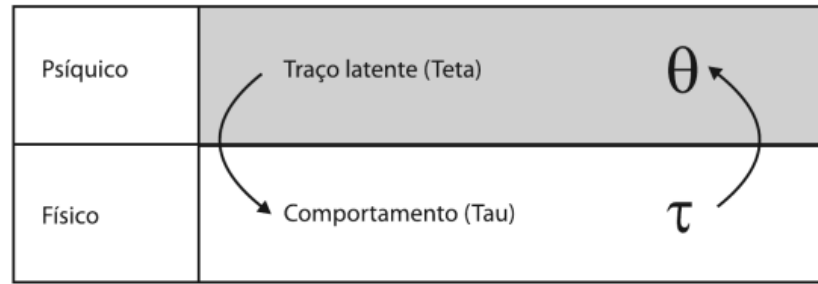 Psíquico
Traço latente (Teta)
θ
Físico
Comportamento (Tau)
τ